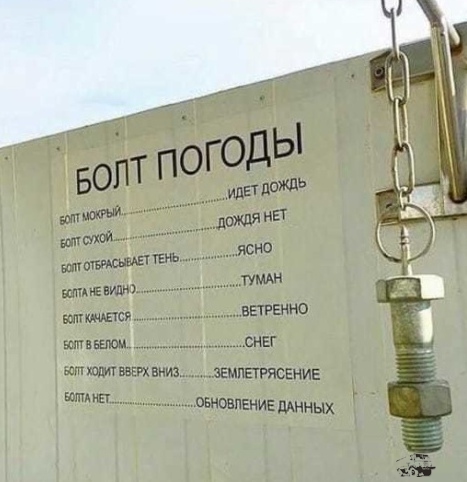 БОЛТ ПОГОДЫ
БОЛТ МОКРЫЙ........................ИДЕТ ДОЖДЬ
БОЛТ СУХОЙ........................ДОЖДЯ НЕТ
БОЛТ ОТБРАСЫВАЕТ ТЕНЬ.............ЯСНО
БОЛТА НЕ ВИДНО........................ТУМАН
БОЛТ КАЧАЕТСЯ........................ВЕТРЕННО
БОЛТ В БЕЛОМ........................СНЕГ
БОЛТ ХОДИТ ВВЕРХ ВНИЗ.........ЗЕМЛЕТРЯСЕНИЕ
БОЛТА НЕТ....................ОБНОВЛЕНИЕ ДАННЫХ